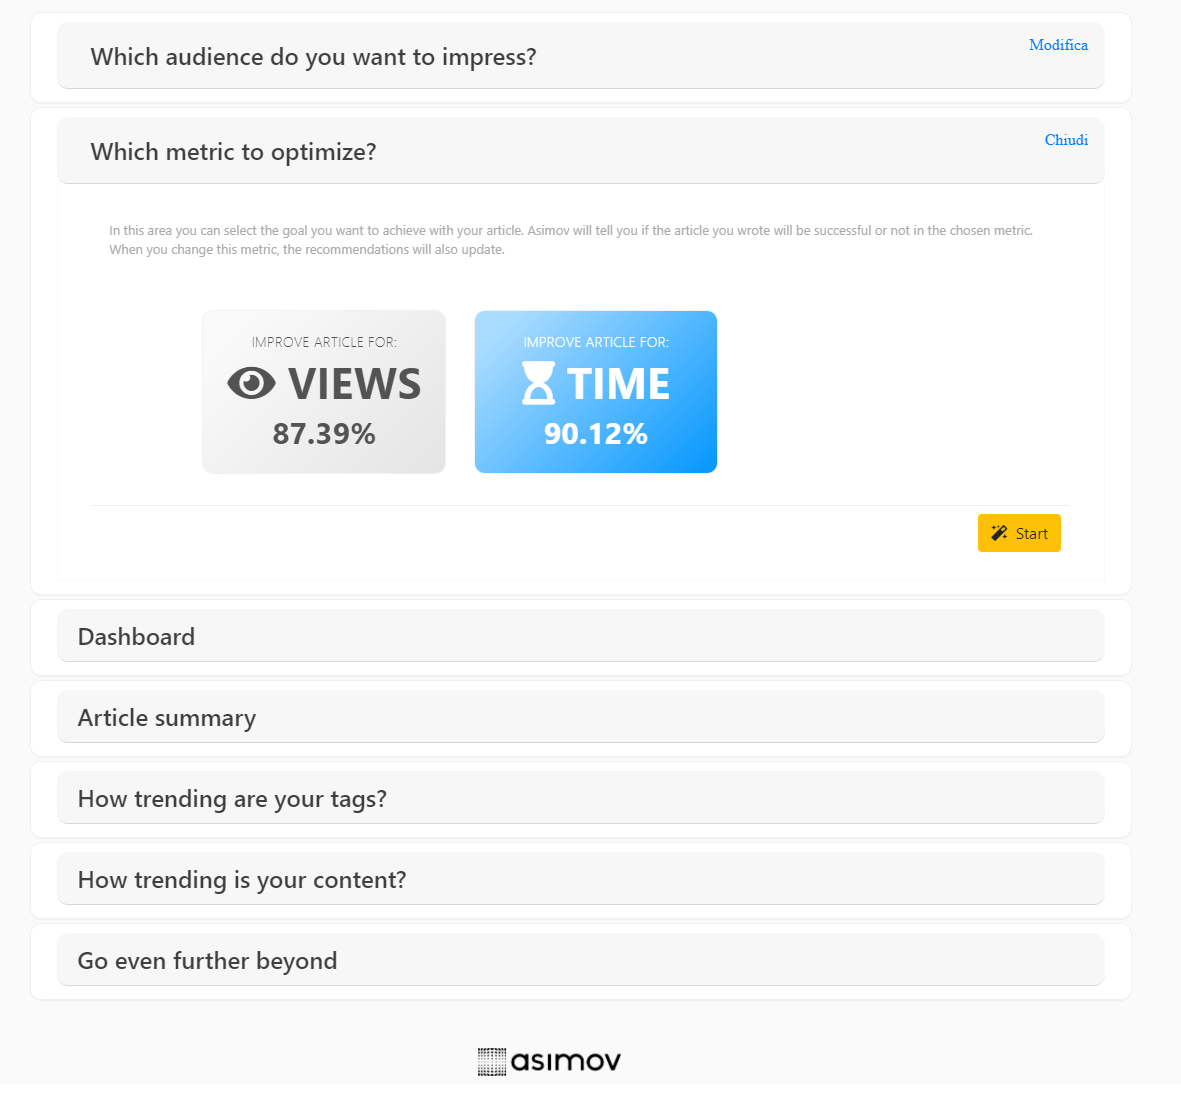 Which audience do you want to impress?
Modifica
Which metric to optimize?
Chiudi
In this area you can select the goal you want to achieve with your article. Asimov will tell you if the article you wrote will be successful or not in the chosen metric.
When you change this metric, the recommendations will also update.
IMPROVE ARTICLE FOR:
VIEWS
87.39%
IMPROVE ARTICLE FOR:
TIME
90.12%
Start
Dashboard
Article summary
How trending are your tags?
How trending is your content?
Go even further beyond
asimov